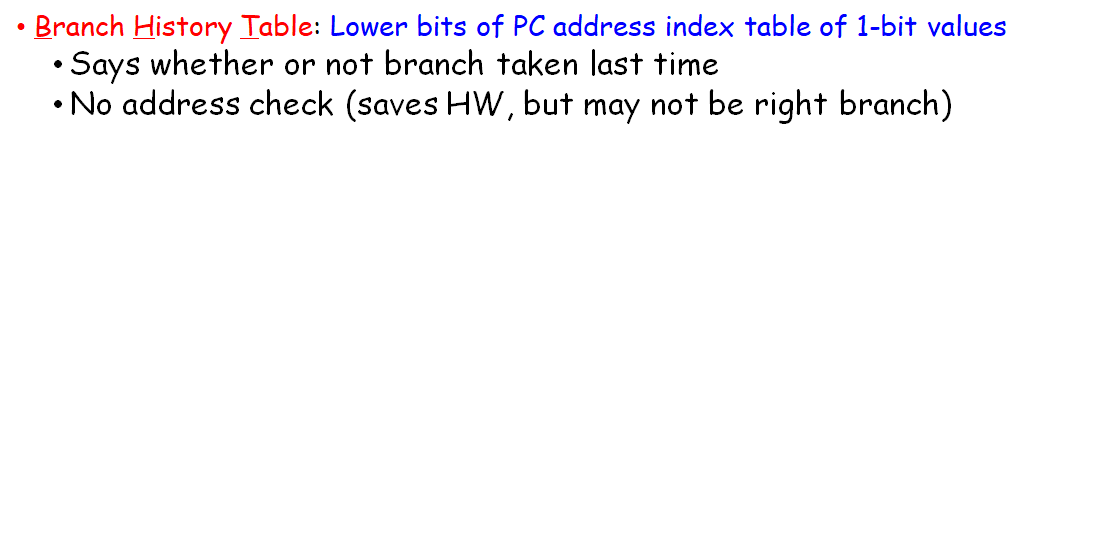 • Branch History Table: Lower bits of PC address index table of 1-bit values
• Says whether or not branch taken last time
• No address check (saves HW, but may not be right branch)